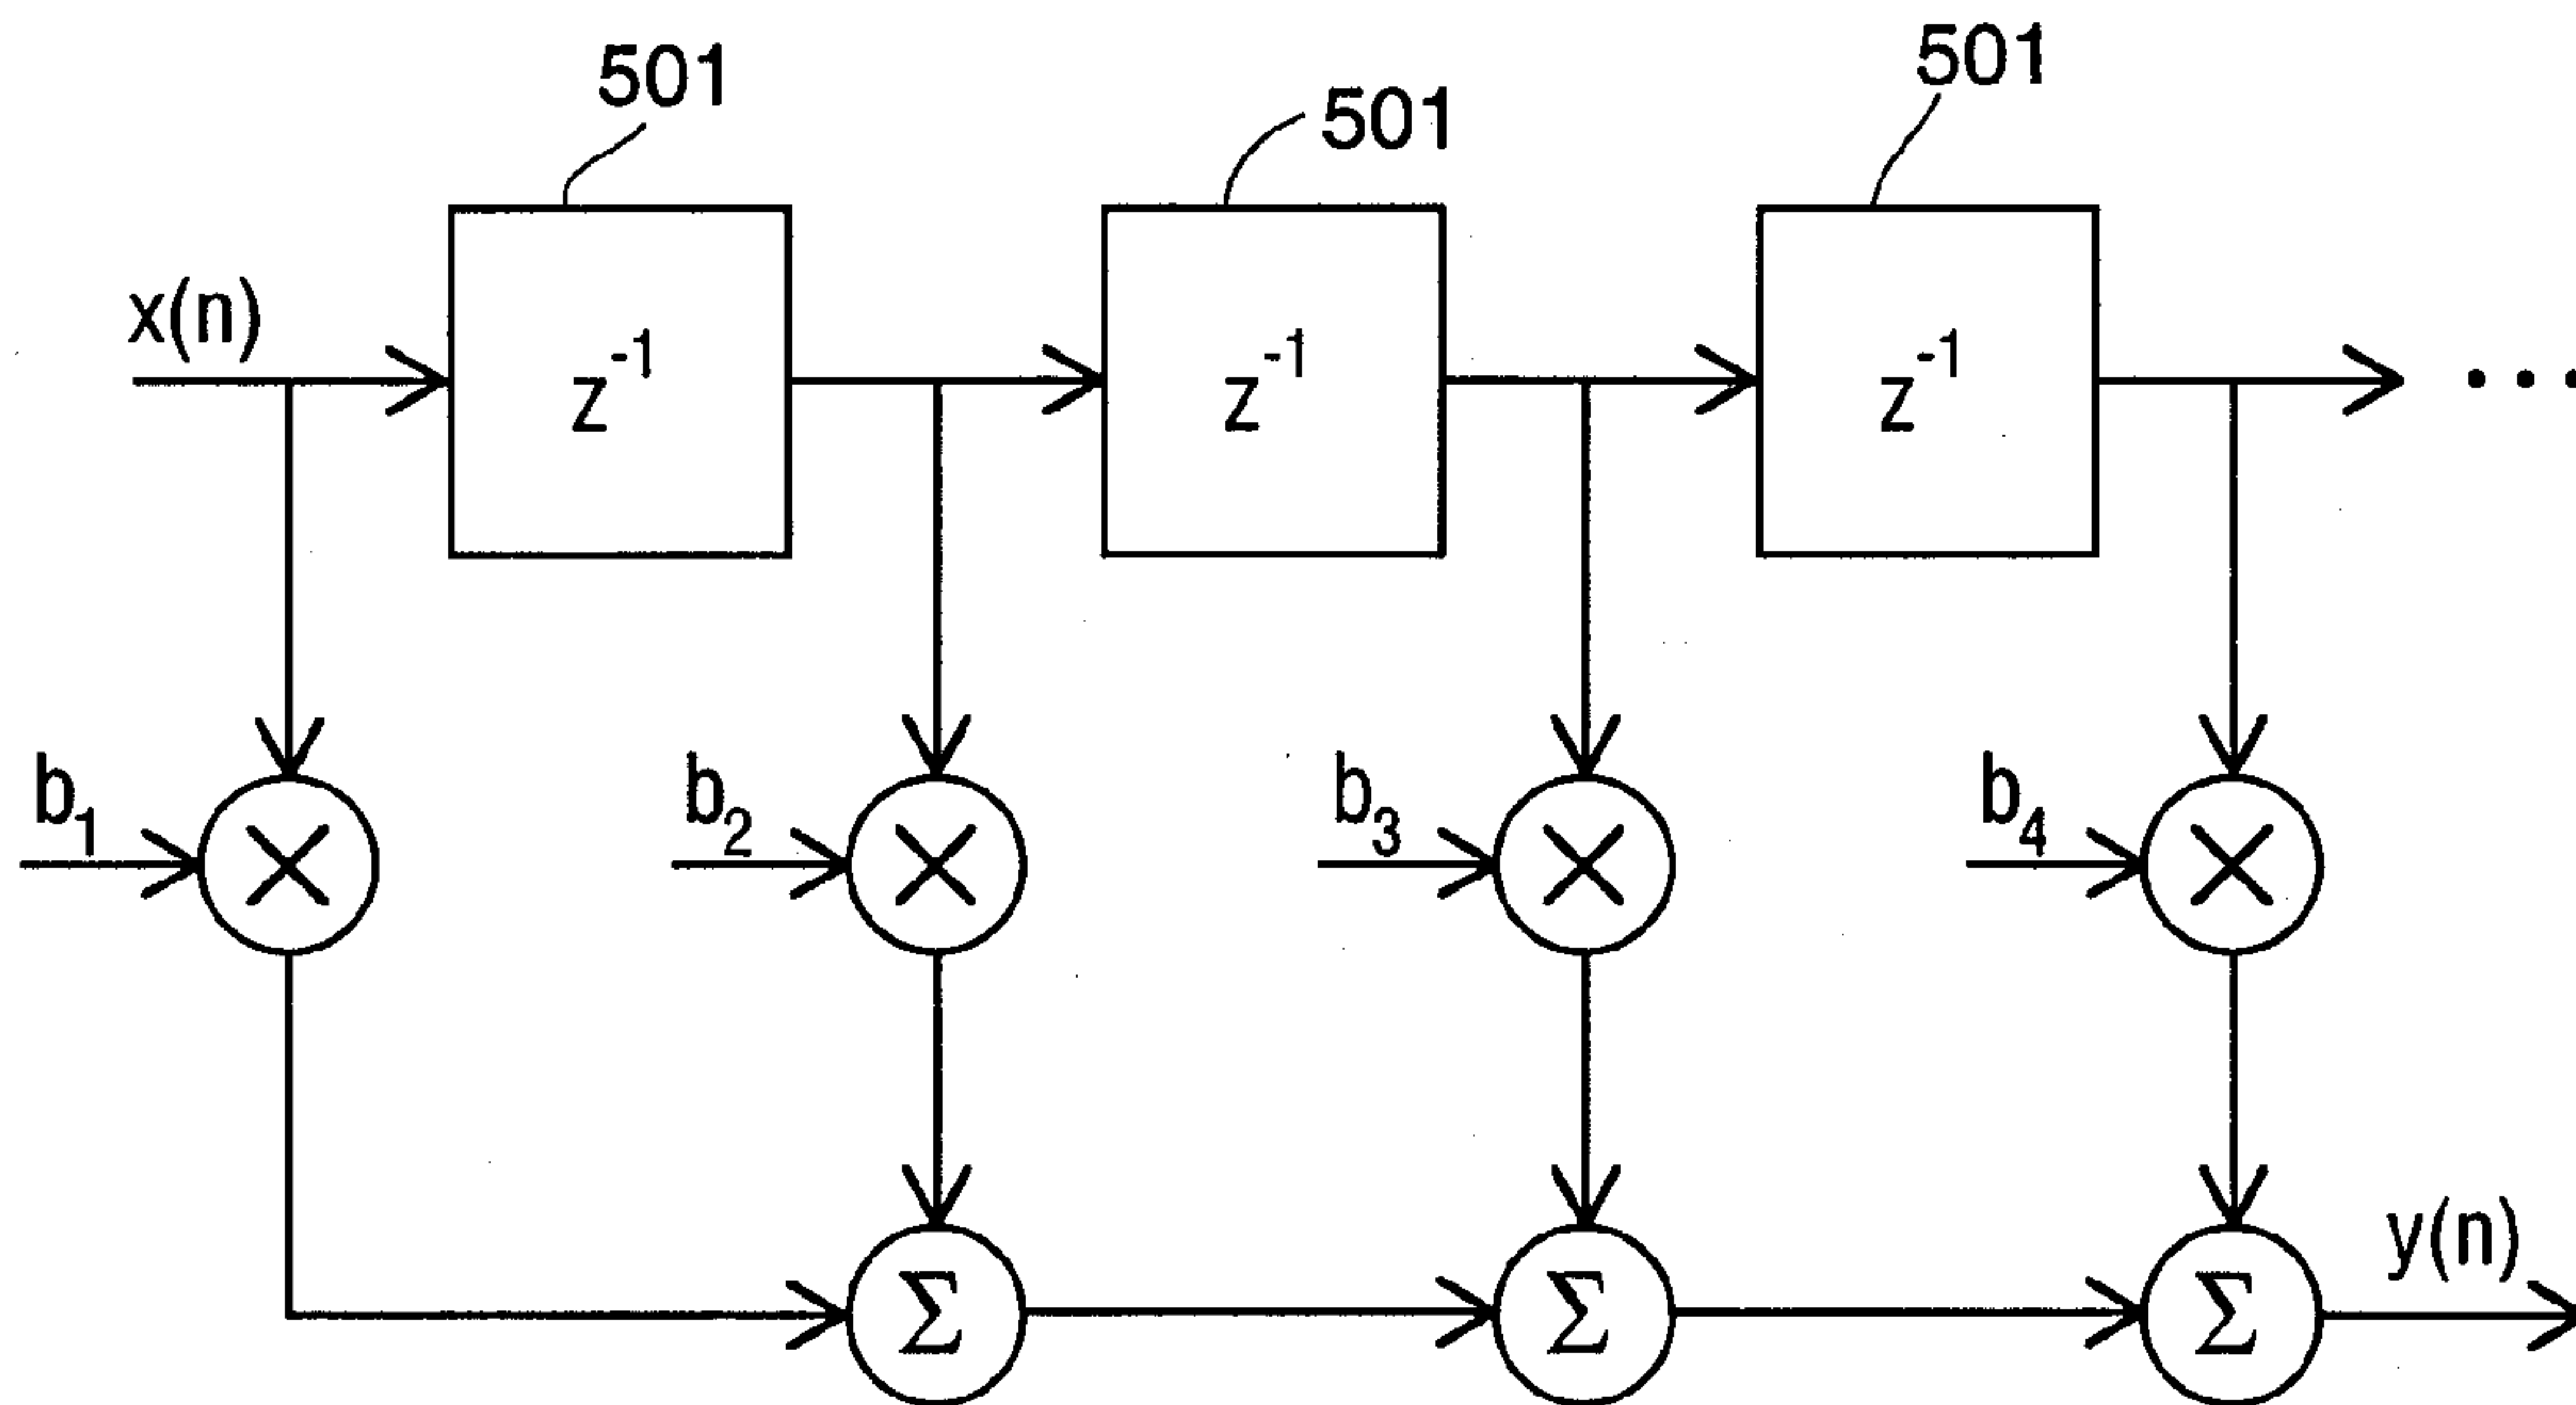 501 501 501
x(n)
z⁻¹ z⁻¹ z⁻¹ ...
b₁ × b₂ × b₃ × b₄ ×
Σ Σ Σ y(n)